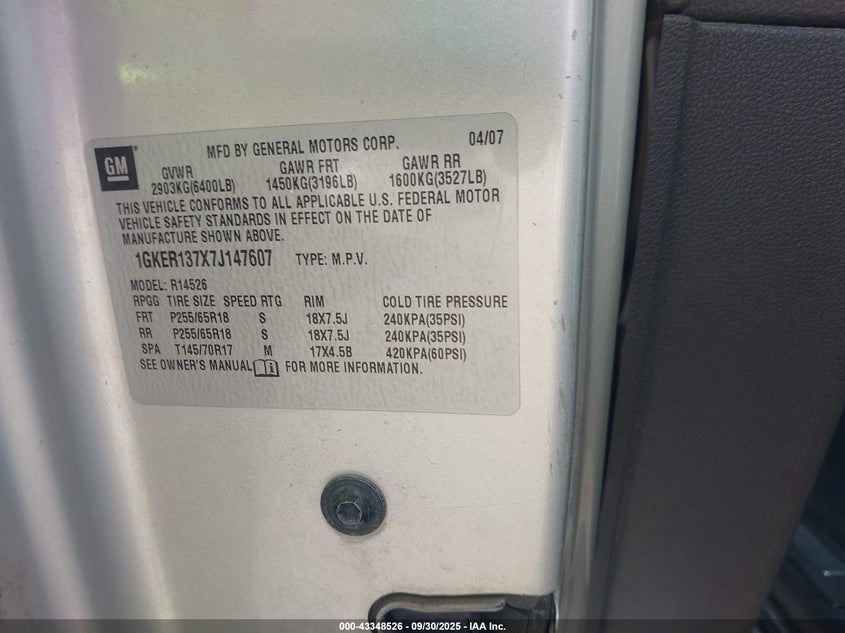 GM
MFD BY GENERAL MOTORS CORP. 04/07
GVWR GAWR FRT GAWR RR
2903KG(6400LB) 1450KG(3196LB) 1600KG(3527LB)
THIS VEHICLE CONFORMS TO ALL APPLICABLE U.S. FEDERAL MOTOR
VEHICLE SAFETY STANDARDS IN EFFECT ON THE DATE OF
MANUFACTURE SHOWN ABOVE.
1GKER137X7J147607 TYPE: M.P.V.
MODEL: R14526
RPGG TIRE SIZE SPEED RTG RIM COLD TIRE PRESSURE
FRT P255/65R18 S 18X7.5J 240KPA(35PSI)
RR P255/65R18 S 18X7.5J 240KPA(35PSI)
SPA T145/70R17 M 17X4.5B 420KPA(60PSI)
SEE OWNER'S MANUAL FOR MORE INFORMATION.
000-43348526 - 09/30/2025 - IAA Inc.